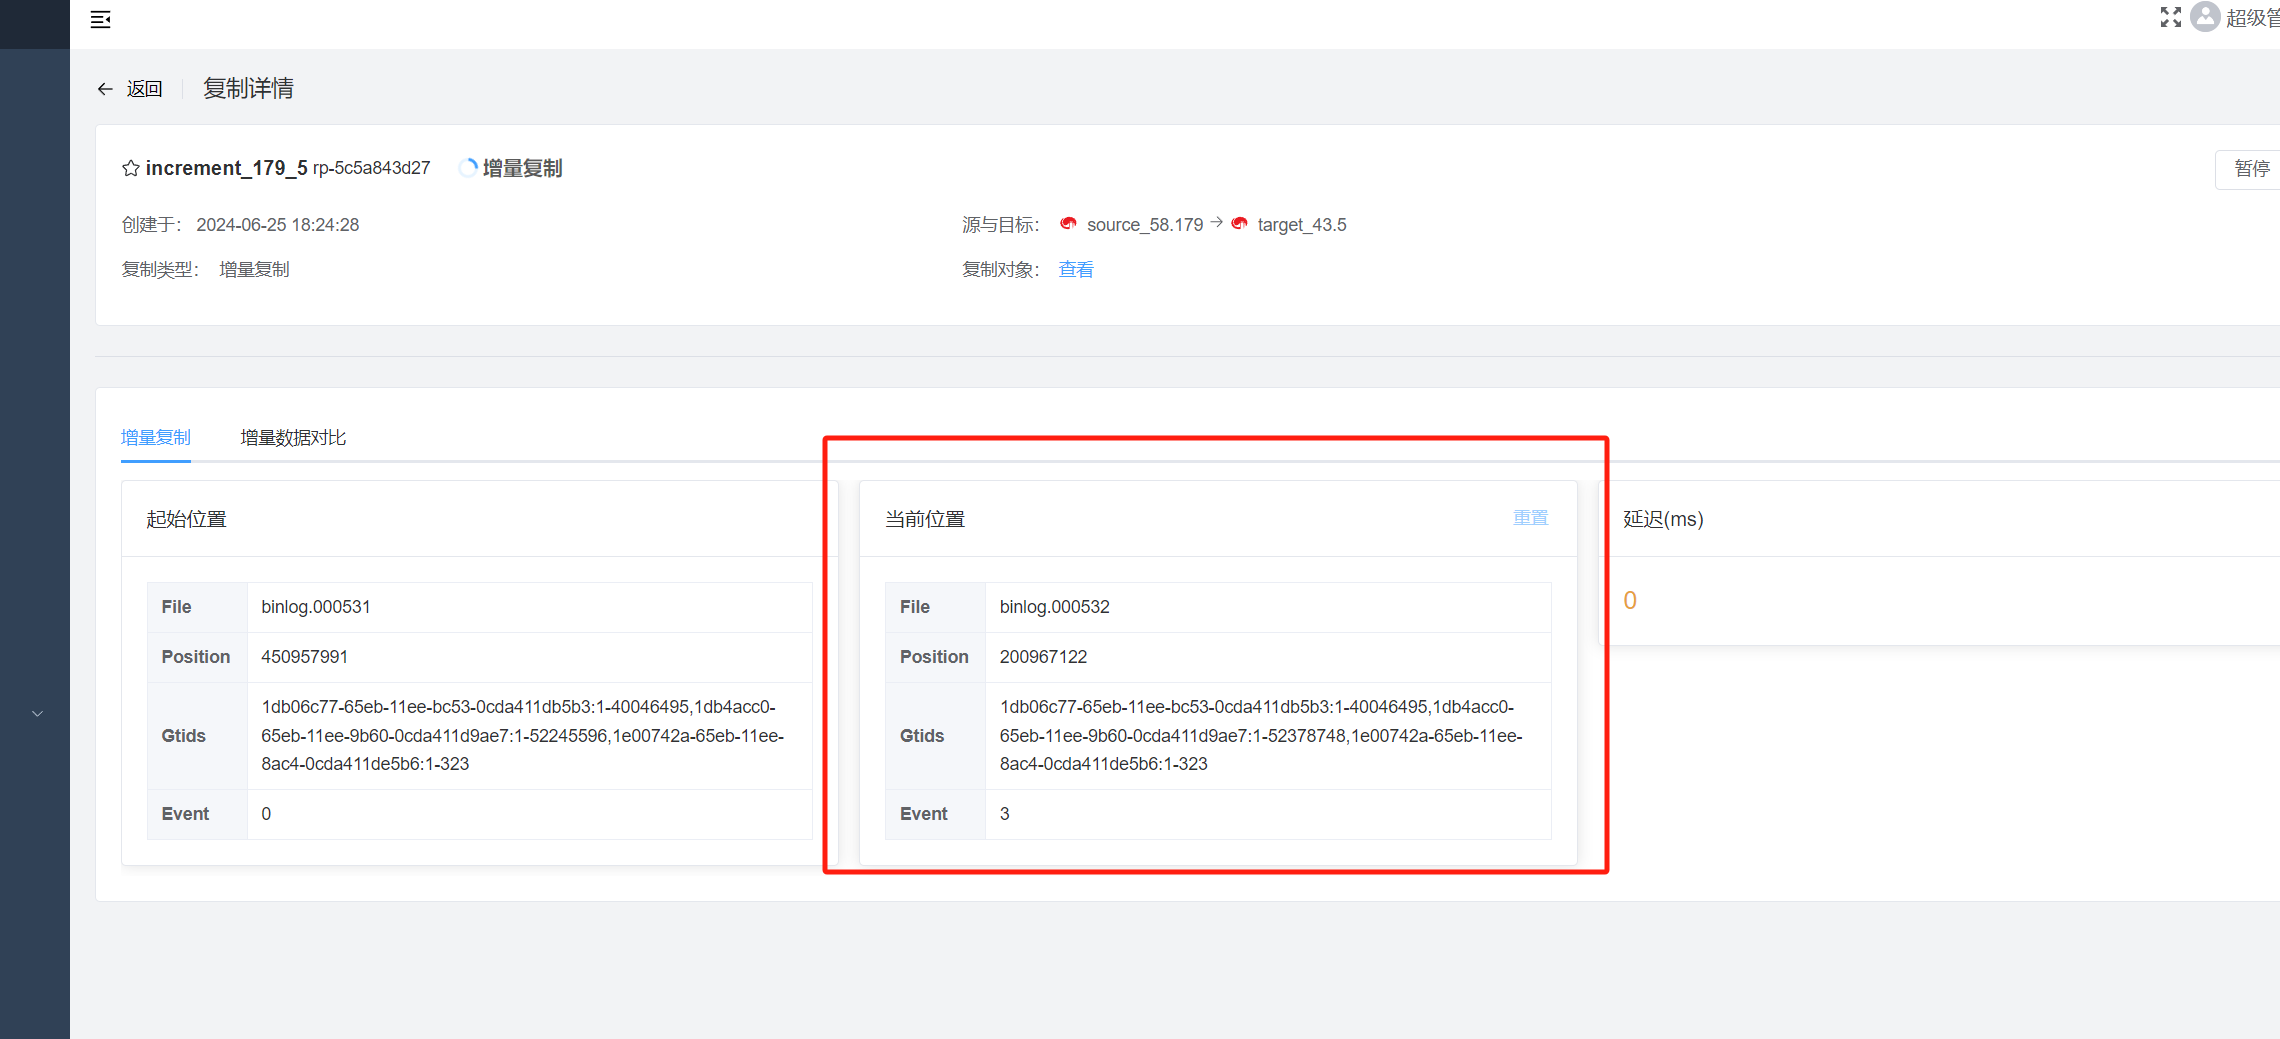 超级管
返回
复制详情
increment_179_5 rp-5c5a843d27 增量复制
暂停
创建于： 2024-06-25 18:24:28
源与目标： source_58.179 → target_43.5
复制类型： 增量复制
复制对象： 查看
增量复制 增量数据对比
起始位置
File binlog.000531
Position 450957991
Gtids
1db06c77-65eb-11ee-bc53-0cda411db5b3:1-40046495,1db4acc0-
65eb-11ee-9b60-0cda411d9ae7:1-52245596,1e00742a-65eb-11ee-
8ac4-0cda411de5b6:1-323
Event 0
当前位置 重置
File binlog.000532
Position 200967122
Gtids
1db06c77-65eb-11ee-bc53-0cda411db5b3:1-40046495,1db4acc0-
65eb-11ee-9b60-0cda411d9ae7:1-52378748,1e00742a-65eb-11ee-
8ac4-0cda411de5b6:1-323
Event 3
延迟(ms)
0